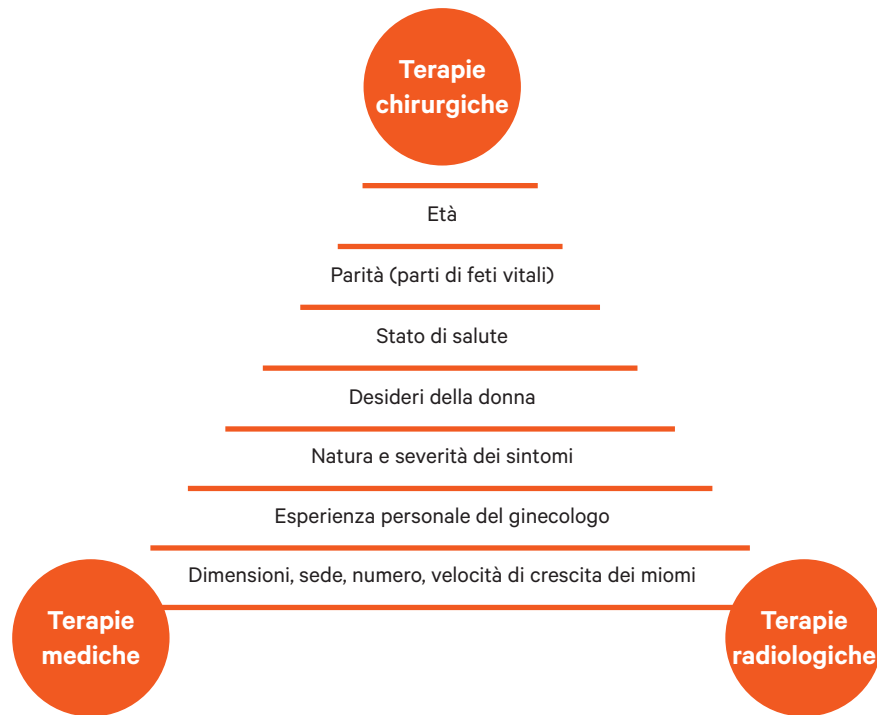 Terapie
chirurgiche
Età
Parità (parti di feti vitali)
Stato di salute
Desideri della donna
Natura e severità dei sintomi
Esperienza personale del ginecologo
Dimensioni, sede, numero, velocità di crescita dei miomi
Terapie
mediche
Terapie
radiologiche